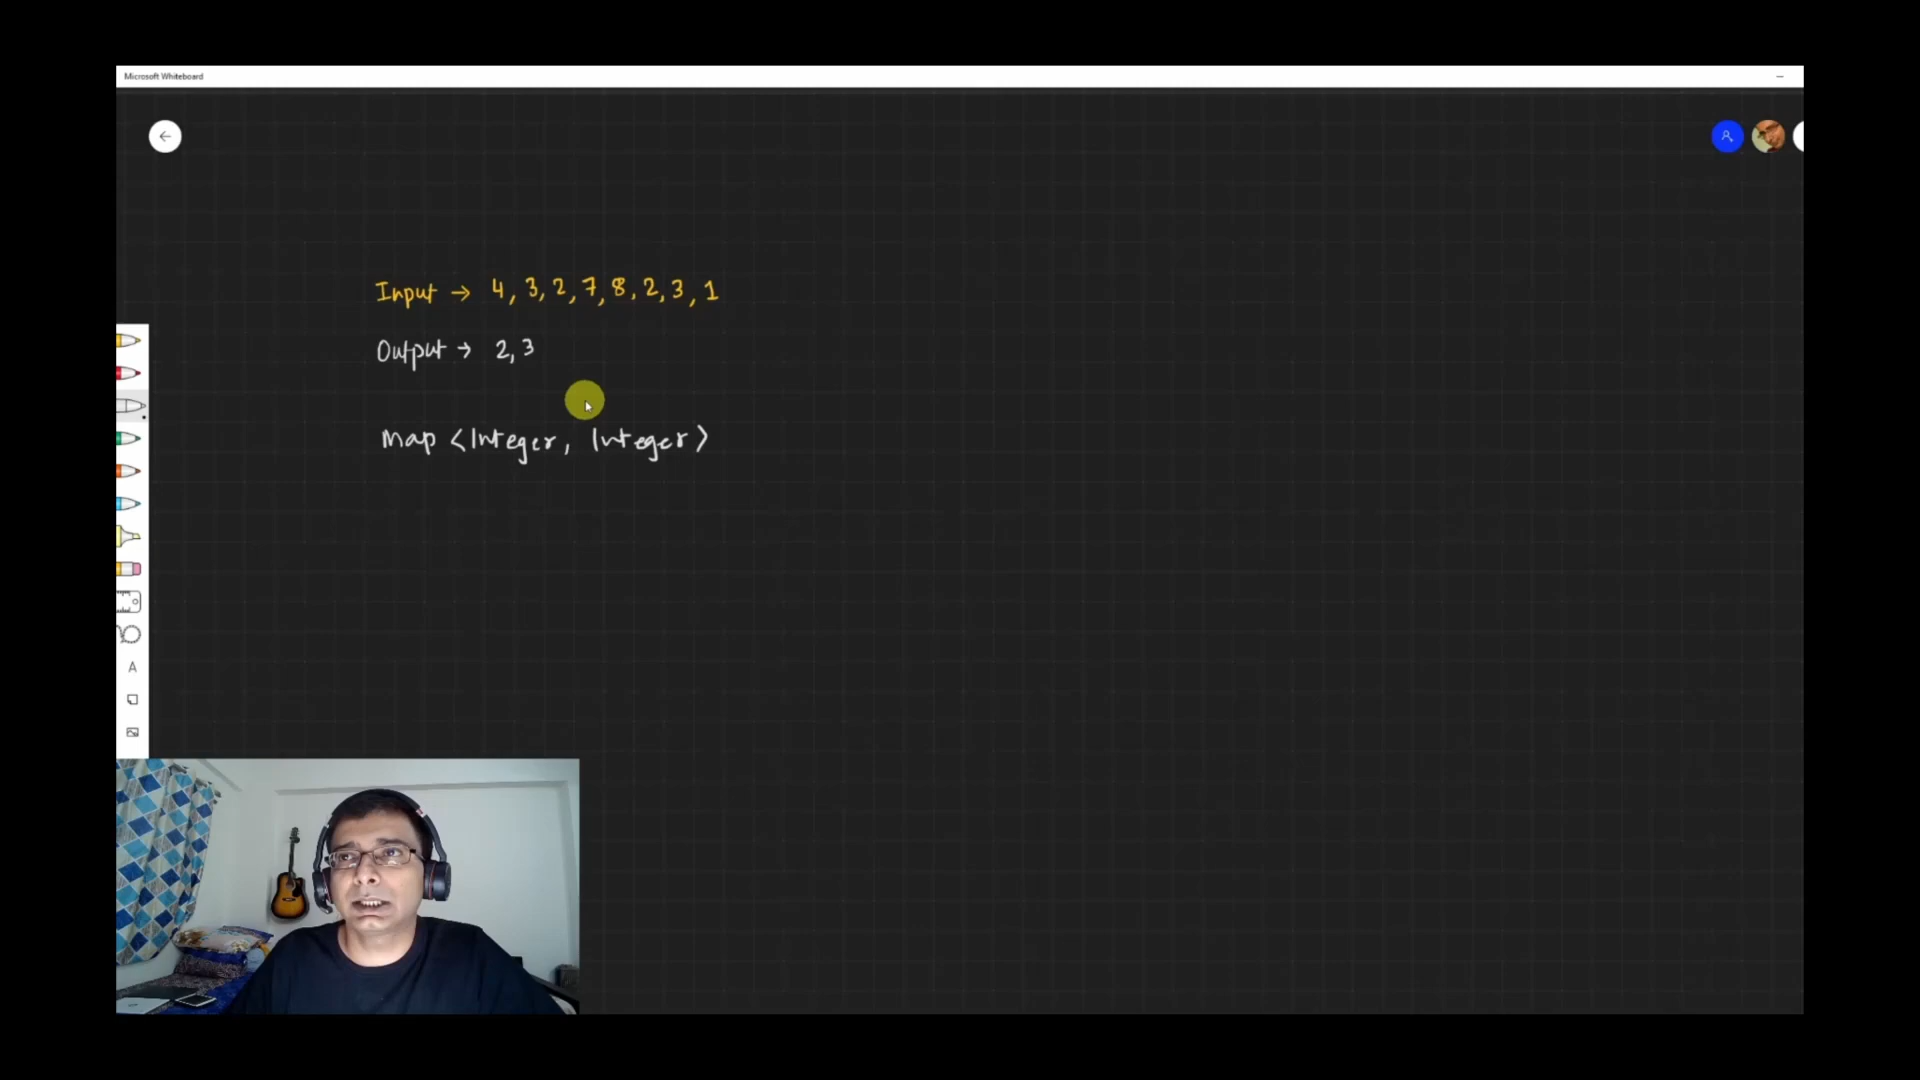 Microsoft Whiteboard
Input → 4, 3, 2, 7, 8, 2, 3, 1
Output → 2, 3
Map <Integer, Integer>
A